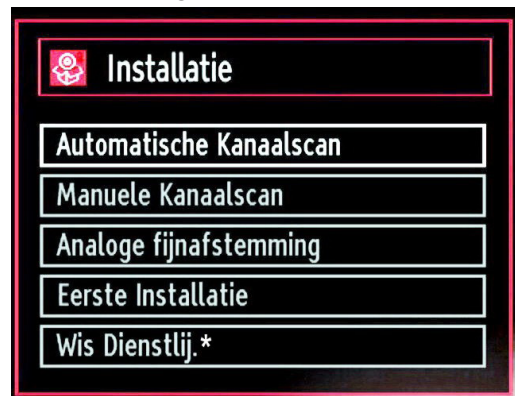 Installatie
Automatische Kanaalscan
Manuele Kanaalscan
Analoge fijnafstemming
Eerste Installatie
Wis Dienstlij.*